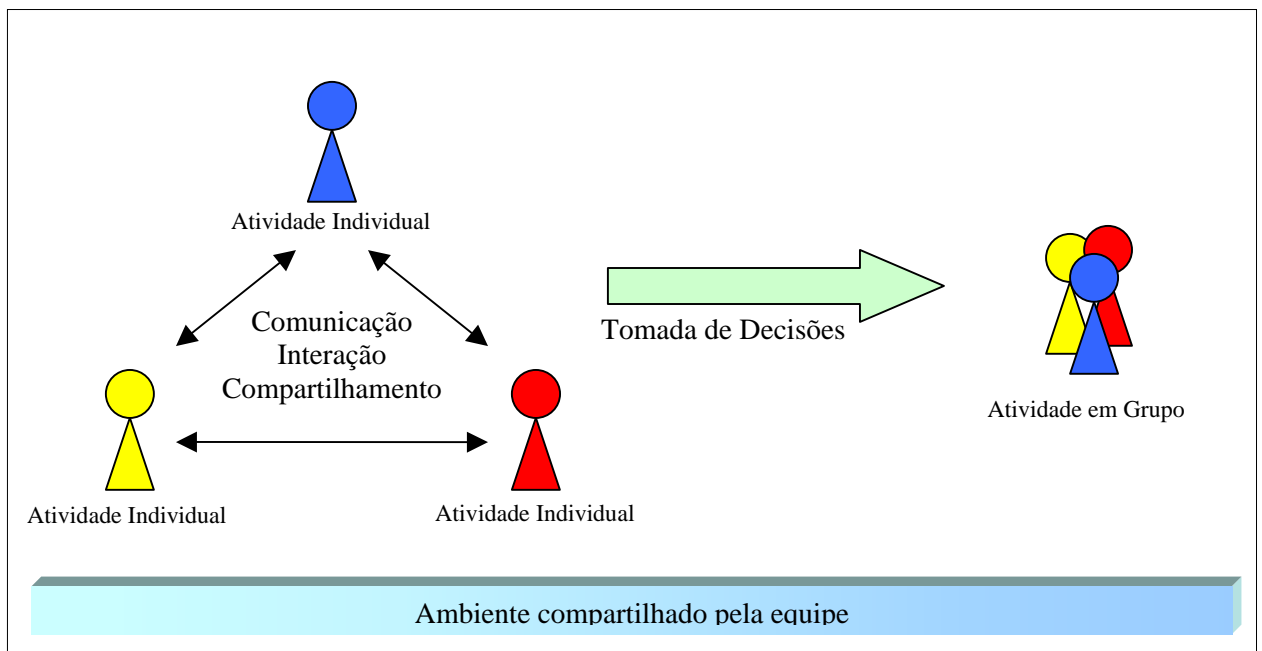 Atividade Individual
Comunicação
Interação
Compartilhamento
Atividade Individual
Atividade Individual
Tomada de Decisões
Atividade em Grupo
Ambiente compartilhado pela equipe